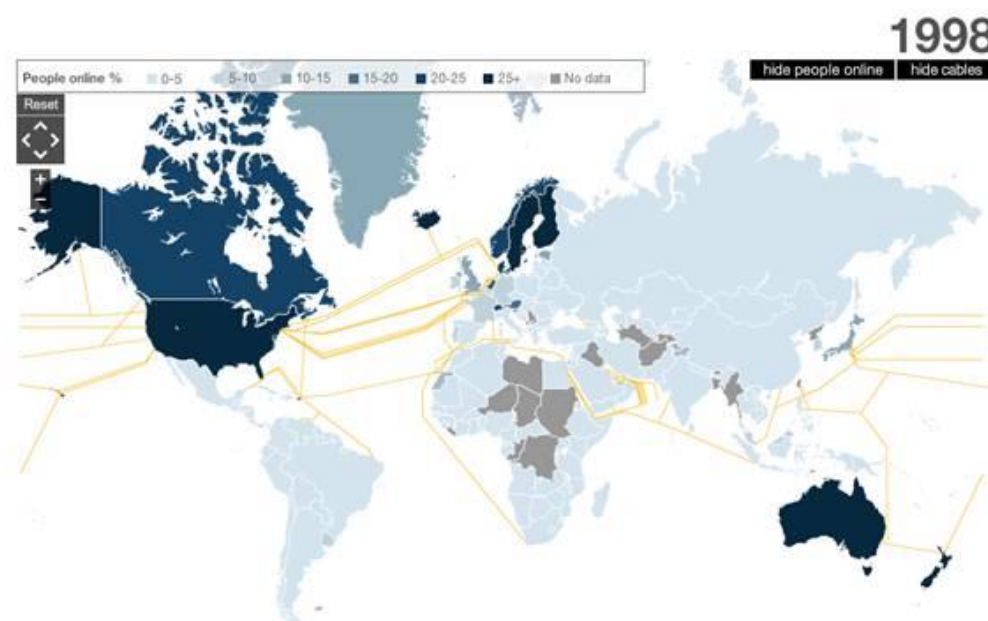 1998
hide people online hide cables
People online % 0-5 5-10 10-15 15-20 20-25 25+ No data
Reset
+
−